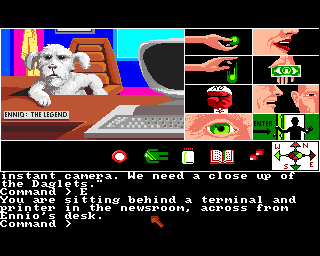 ENNIO: THE LEGEND
ENTER
N
W
E
S
instant camera. We need a close up of
the Daglets."
Command > E
You are sitting behind a terminal and
printer in the newsroom, across from
Ennio's desk.
Command >